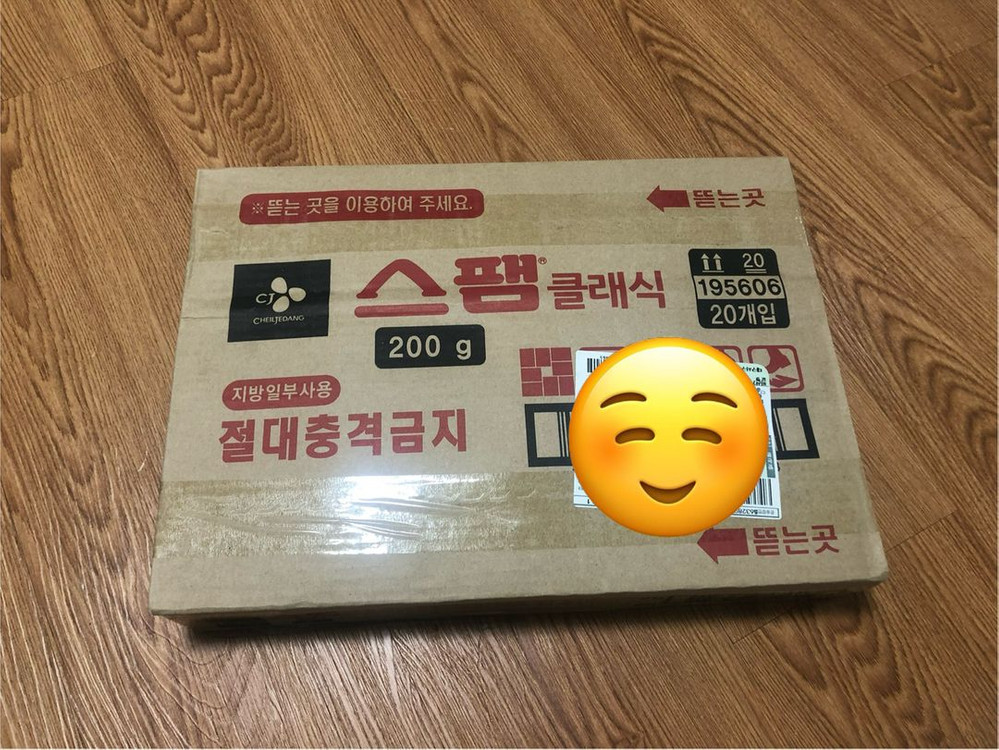 ※뜯는 곳을 이용하여 주세요.
뜯는곳
CJ
CHEILJEDANG
스팸® 클래식
200 g
20
195606
20개입
지방일부사용
절대충격금지
뜯는곳